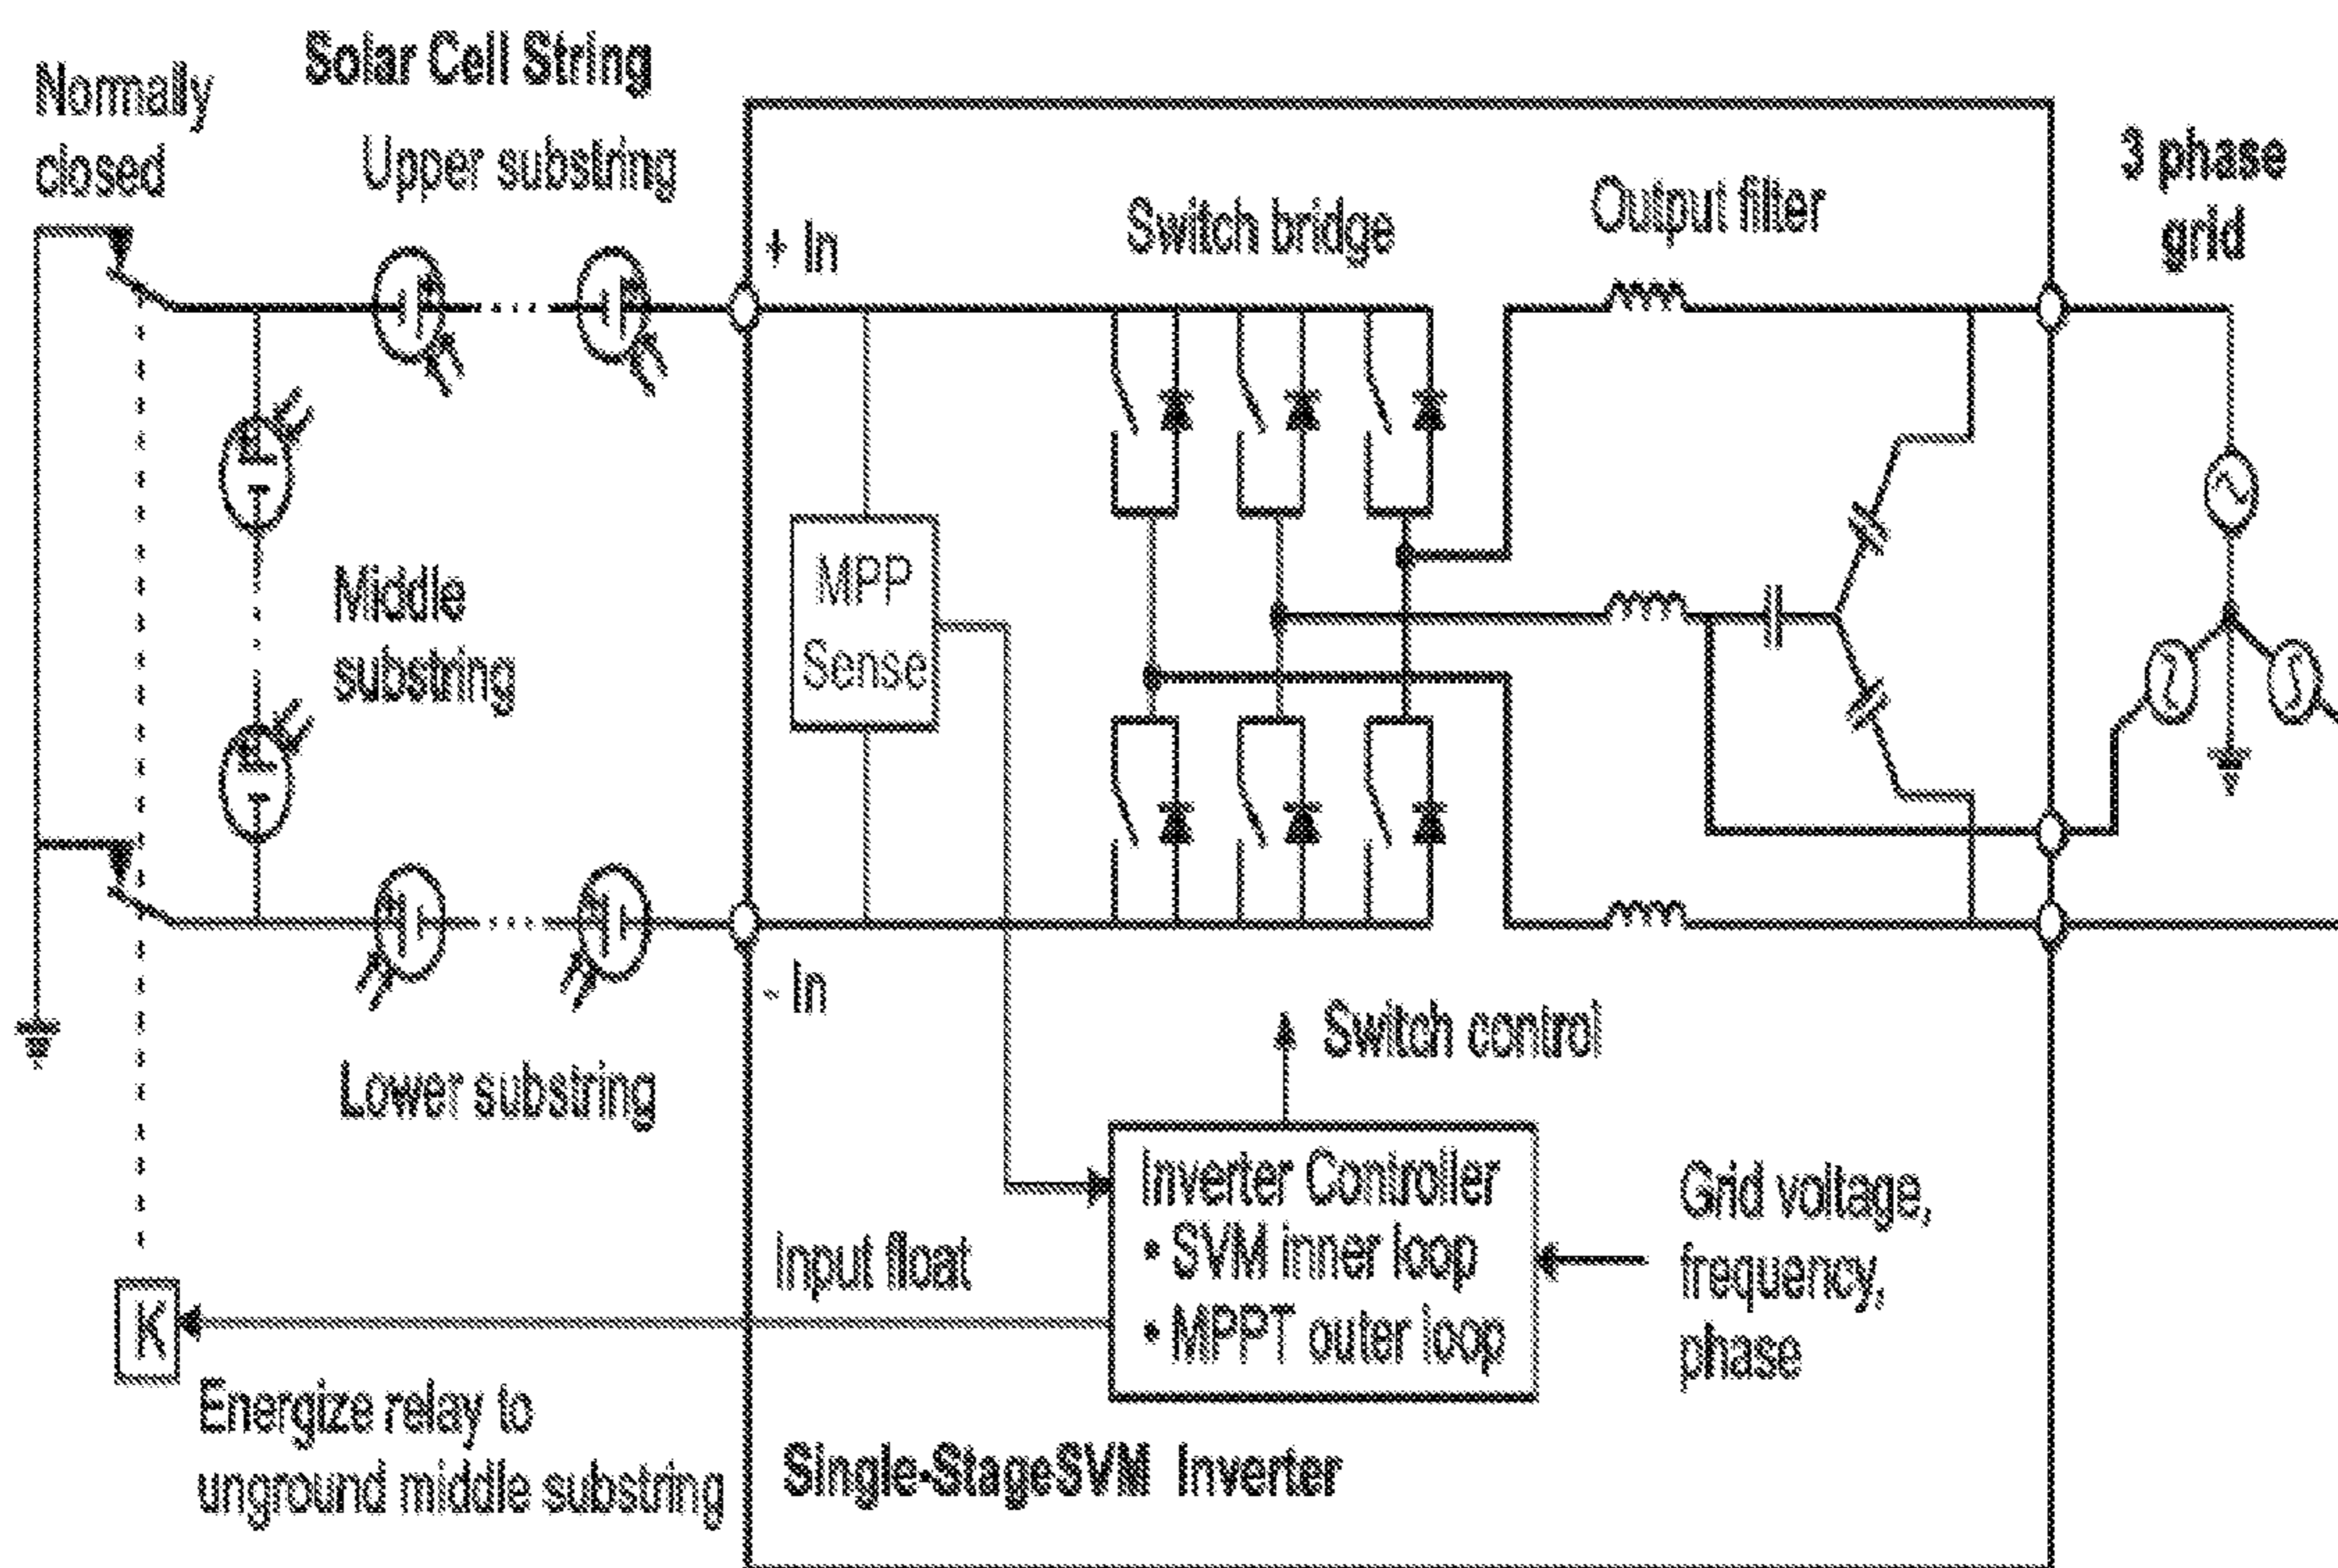 Solar Cell String
Normally
closed
Upper substring
+ In
Switch bridge
Output filter
3 phase
grid
MPP
Sense
Middle
substring
- In
Lower substring
Switch control
Inverter Controller
• SVM inner loop
• MPPT outer loop
Grid voltage,
frequency,
phase
Input float
K
Energize relay to
unground middle substring
Single-StageSVM Inverter